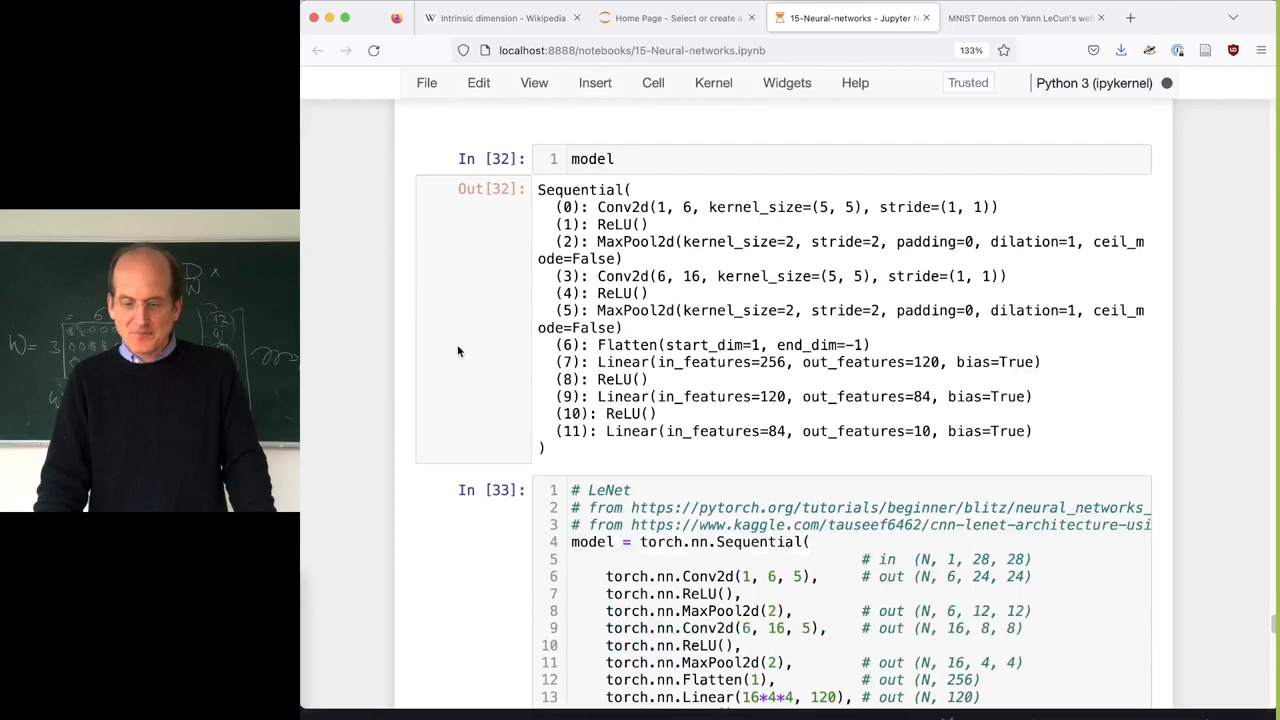 Intrinsic dimension - Wikipedia
Home Page - Select or create a
15-Neural-networks - Jupyter N
MNIST Demos on Yann LeCun's web
localhost:8888/notebooks/15-Neural-networks.ipynb
133%
File Edit View Insert Cell Kernel Widgets Help
Trusted
Python 3 (ipykernel)
In [32]: 1 model
Out[32]: Sequential(
(0): Conv2d(1, 6, kernel_size=(5, 5), stride=(1, 1))
(1): ReLU()
(2): MaxPool2d(kernel_size=2, stride=2, padding=0, dilation=1, ceil_m
ode=False)
(3): Conv2d(6, 16, kernel_size=(5, 5), stride=(1, 1))
(4): ReLU()
(5): MaxPool2d(kernel_size=2, stride=2, padding=0, dilation=1, ceil_m
ode=False)
(6): Flatten(start_dim=1, end_dim=-1)
(7): Linear(in_features=256, out_features=120, bias=True)
(8): ReLU()
(9): Linear(in_features=120, out_features=84, bias=True)
(10): ReLU()
(11): Linear(in_features=84, out_features=10, bias=True)
)
In [33]: 1 # LeNet
2 # from https://pytorch.org/tutorials/beginner/blitz/neural_networks_
3 # from https://www.kaggle.com/tauseef6462/cnn-lenet-architecture-usi
4 model = torch.nn.Sequential(
5 # in (N, 1, 28, 28)
6 torch.nn.Conv2d(1, 6, 5), # out (N, 6, 24, 24)
7 torch.nn.ReLU(),
8 torch.nn.MaxPool2d(2), # out (N, 6, 12, 12)
9 torch.nn.Conv2d(6, 16, 5), # out (N, 16, 8, 8)
10 torch.nn.ReLU(),
11 torch.nn.MaxPool2d(2), # out (N, 16, 4, 4)
12 torch.nn.Flatten(1), # out (N, 256)
13 torch.nn.Linear(16*4*4, 120), # out (N, 120)
W = 3